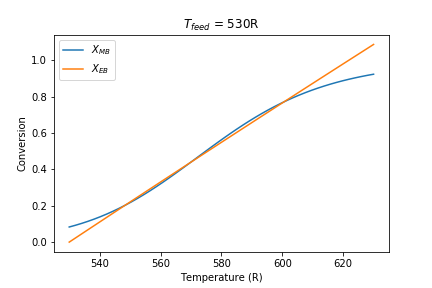 T_feed = 530R
X_MB
X_EB
Conversion
1.0
0.8
0.6
0.4
0.2
0.0
540 560 580 600 620
Temperature (R)